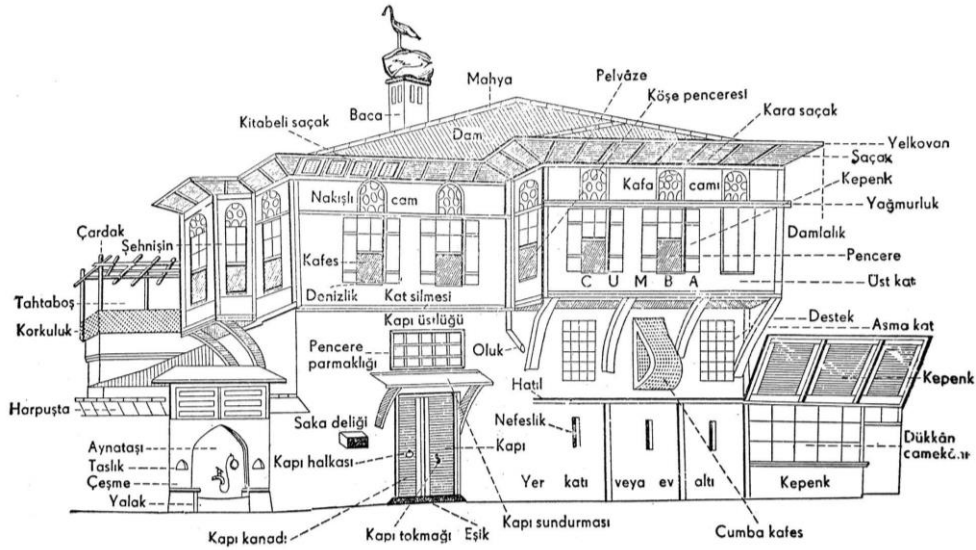 Pelvâze
Mahya
Köşe penceresi
Baca
Kara saçak
Kitabeli saçak
Dam
Yelkovan
Saçak
Kafa camı
Kepenk
Nakışlı cam
Yağmurluk
Çardak
Şehnişin
Damlalık
Pencere
Kafes
CUMBA
Üst kat
Denizlik
Kat silmesi
Tahtaboş
Kapı üstlüğü
Destek
Korkuluk
Asma kat
Pencere
parmaklığı
Oluk
Kepenk
Hatıl
Harpuşta
Saka deliği
Nefeslik
Aynataşı
Kapı
Dükkân
Taslık
Kapı halkası
Çeşme
Yer katı veya ev altı
Kepenk
Yalak
Kapı sundurması
Kapı kanadı
Kapı tokmağı
Eşik
Cumba kafes